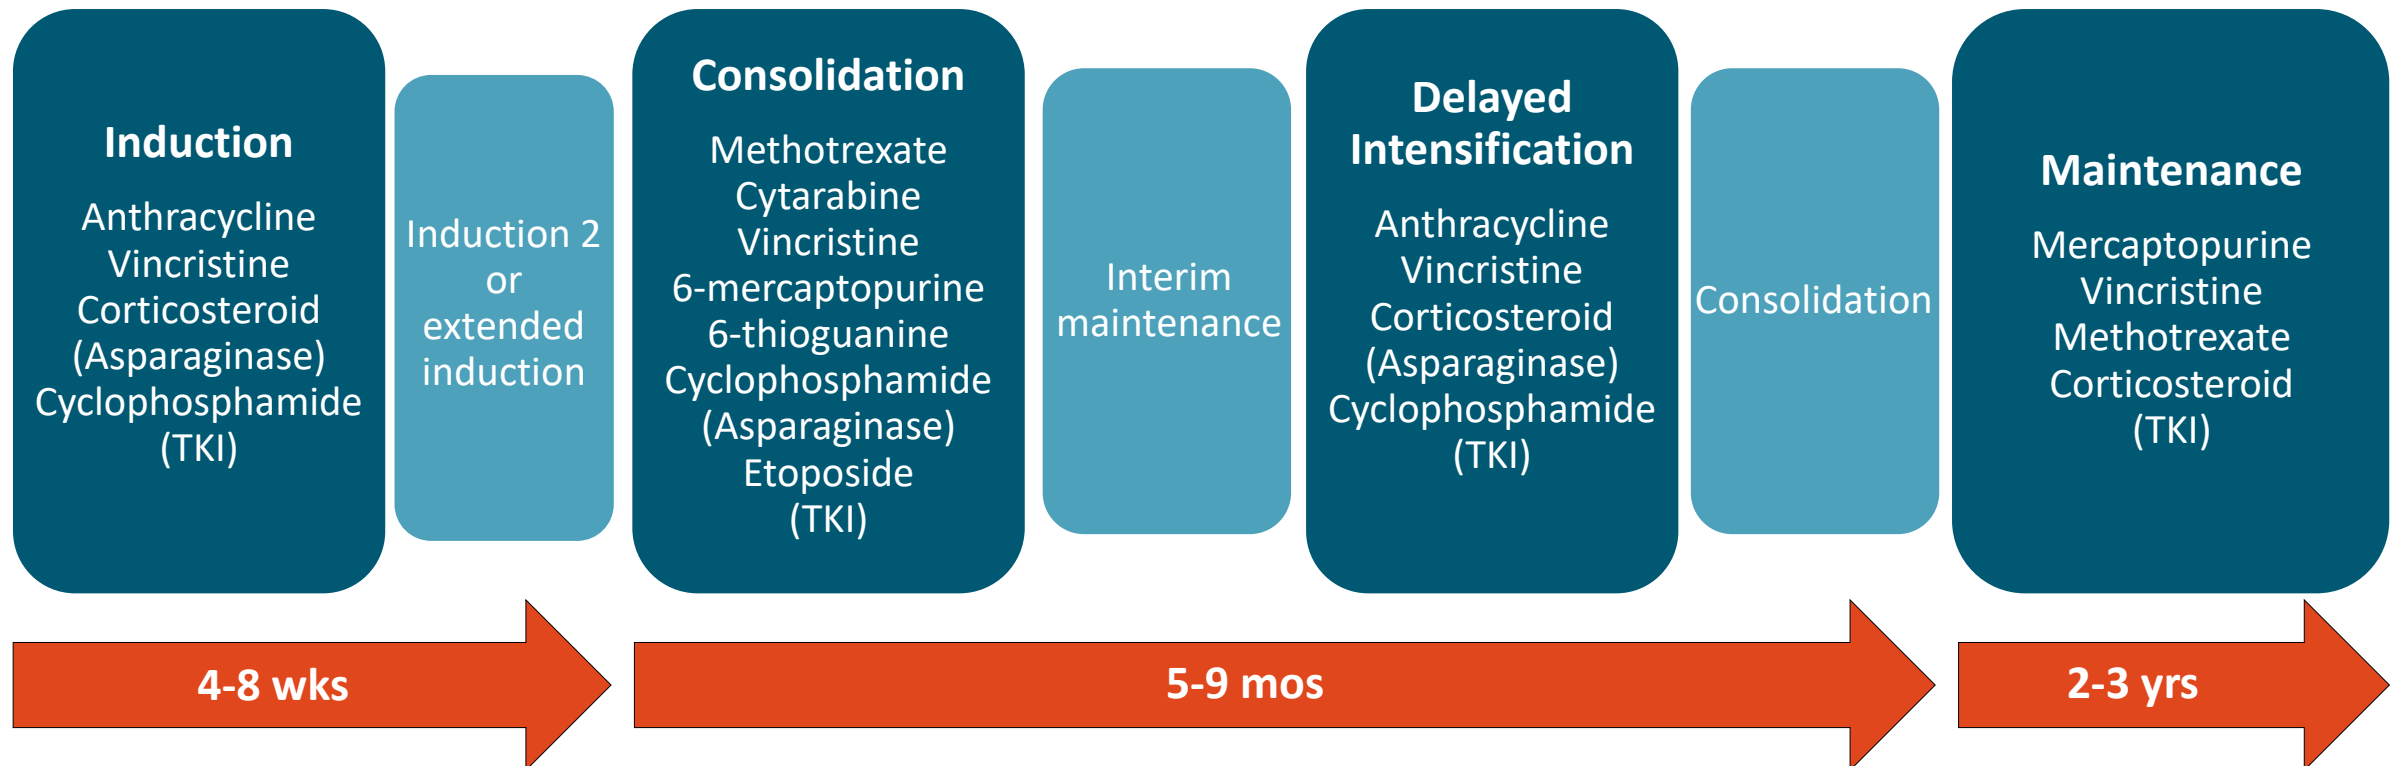 Induction
Anthracycline
Vincristine
Corticosteroid
(Asparaginase)
Cyclophosphamide
(TKI)
Induction 2
or
extended
induction
Consolidation
Methotrexate
Cytarabine
Vincristine
6-mercaptopurine
6-thioguanine
Cyclophosphamide
(Asparaginase)
Etoposide
(TKI)
Interim
maintenance
Delayed
Intensification
Anthracycline
Vincristine
Corticosteroid
(Asparaginase)
Cyclophosphamide
(TKI)
Consolidation
Maintenance
Mercaptopurine
Vincristine
Methotrexate
Corticosteroid
(TKI)
4-8 wks
5-9 mos
2-3 yrs